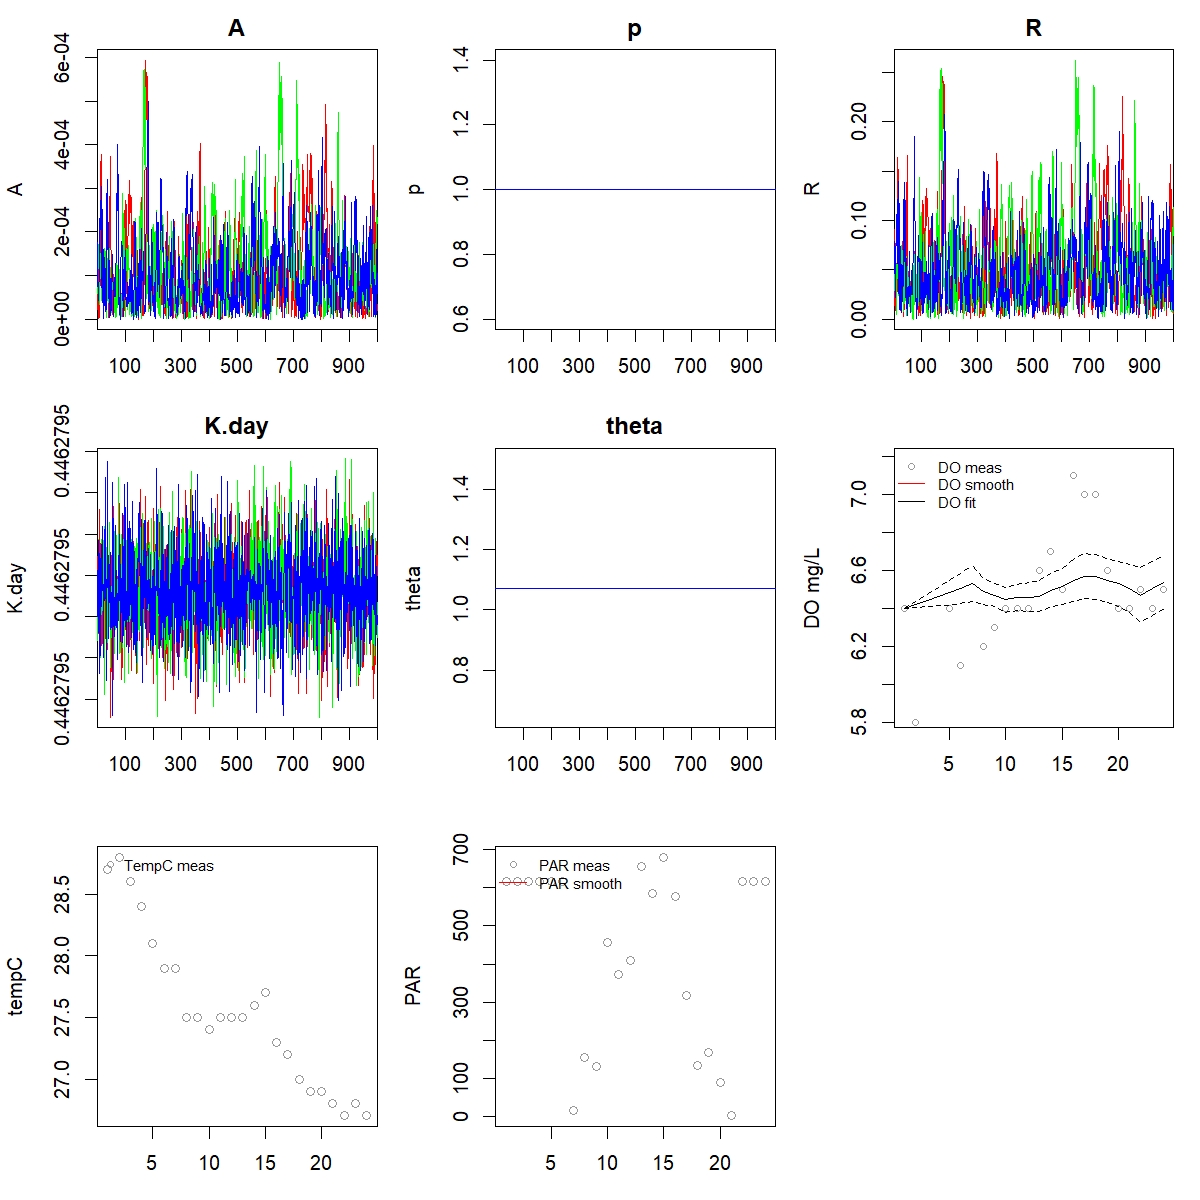 A
A
0e+00 2e-04 4e-04 6e-04
100 300 500 700 900
p
p
0.6 0.8 1.0 1.2 1.4
100 300 500 700 900
R
R
0.00 0.10 0.20
100 300 500 700 900
K.day
K.day
0.4462795 0.4462795 0.4462795 0.4462795
100 300 500 700 900
theta
theta
0.8 1.0 1.2 1.4
100 300 500 700 900
DO mg/L
5.8 6.2 6.6 7.0
DO meas
DO smooth
DO fit
5 10 15 20
tempC
27.0 27.5 28.0 28.5
TempC meas
5 10 15 20
PAR
0 100 300 500 700
PAR meas
PAR smooth
5 10 15 20